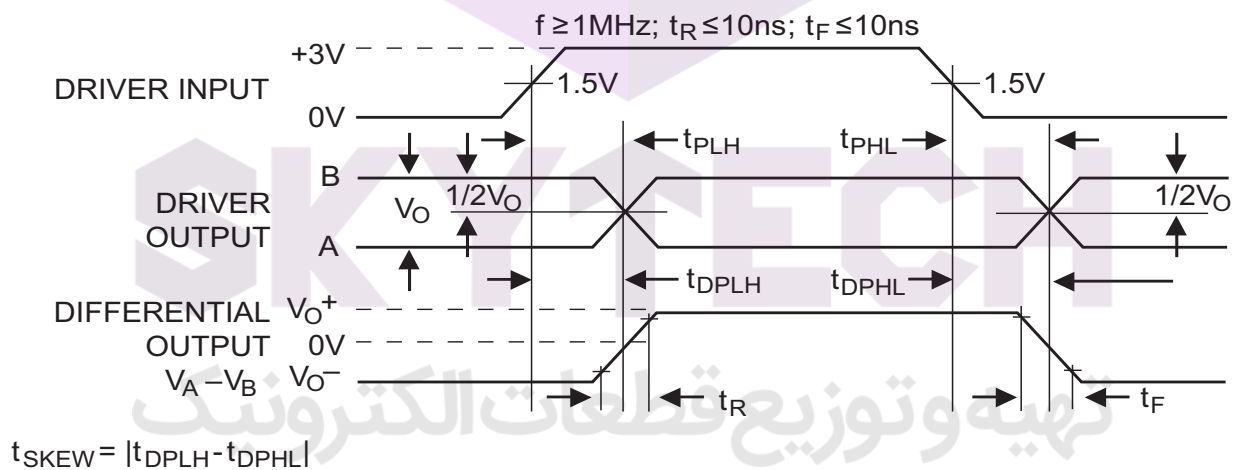 f ≥1MHz; tR ≤10ns; tF ≤10ns
+3V
DRIVER INPUT
1.5V
1.5V
0V
tPLH
tPHL
B
DRIVER
OUTPUT
VO
1/2VO
1/2VO
A
tDPLH
tDPHL
DIFFERENTIAL
OUTPUT
VA –VB
VO+
0V
VO–
tR
tF
tSKEW = |tDPLH - tDPHL|
SKYTECH
تهیه و توزیع قطعات الکترونیک